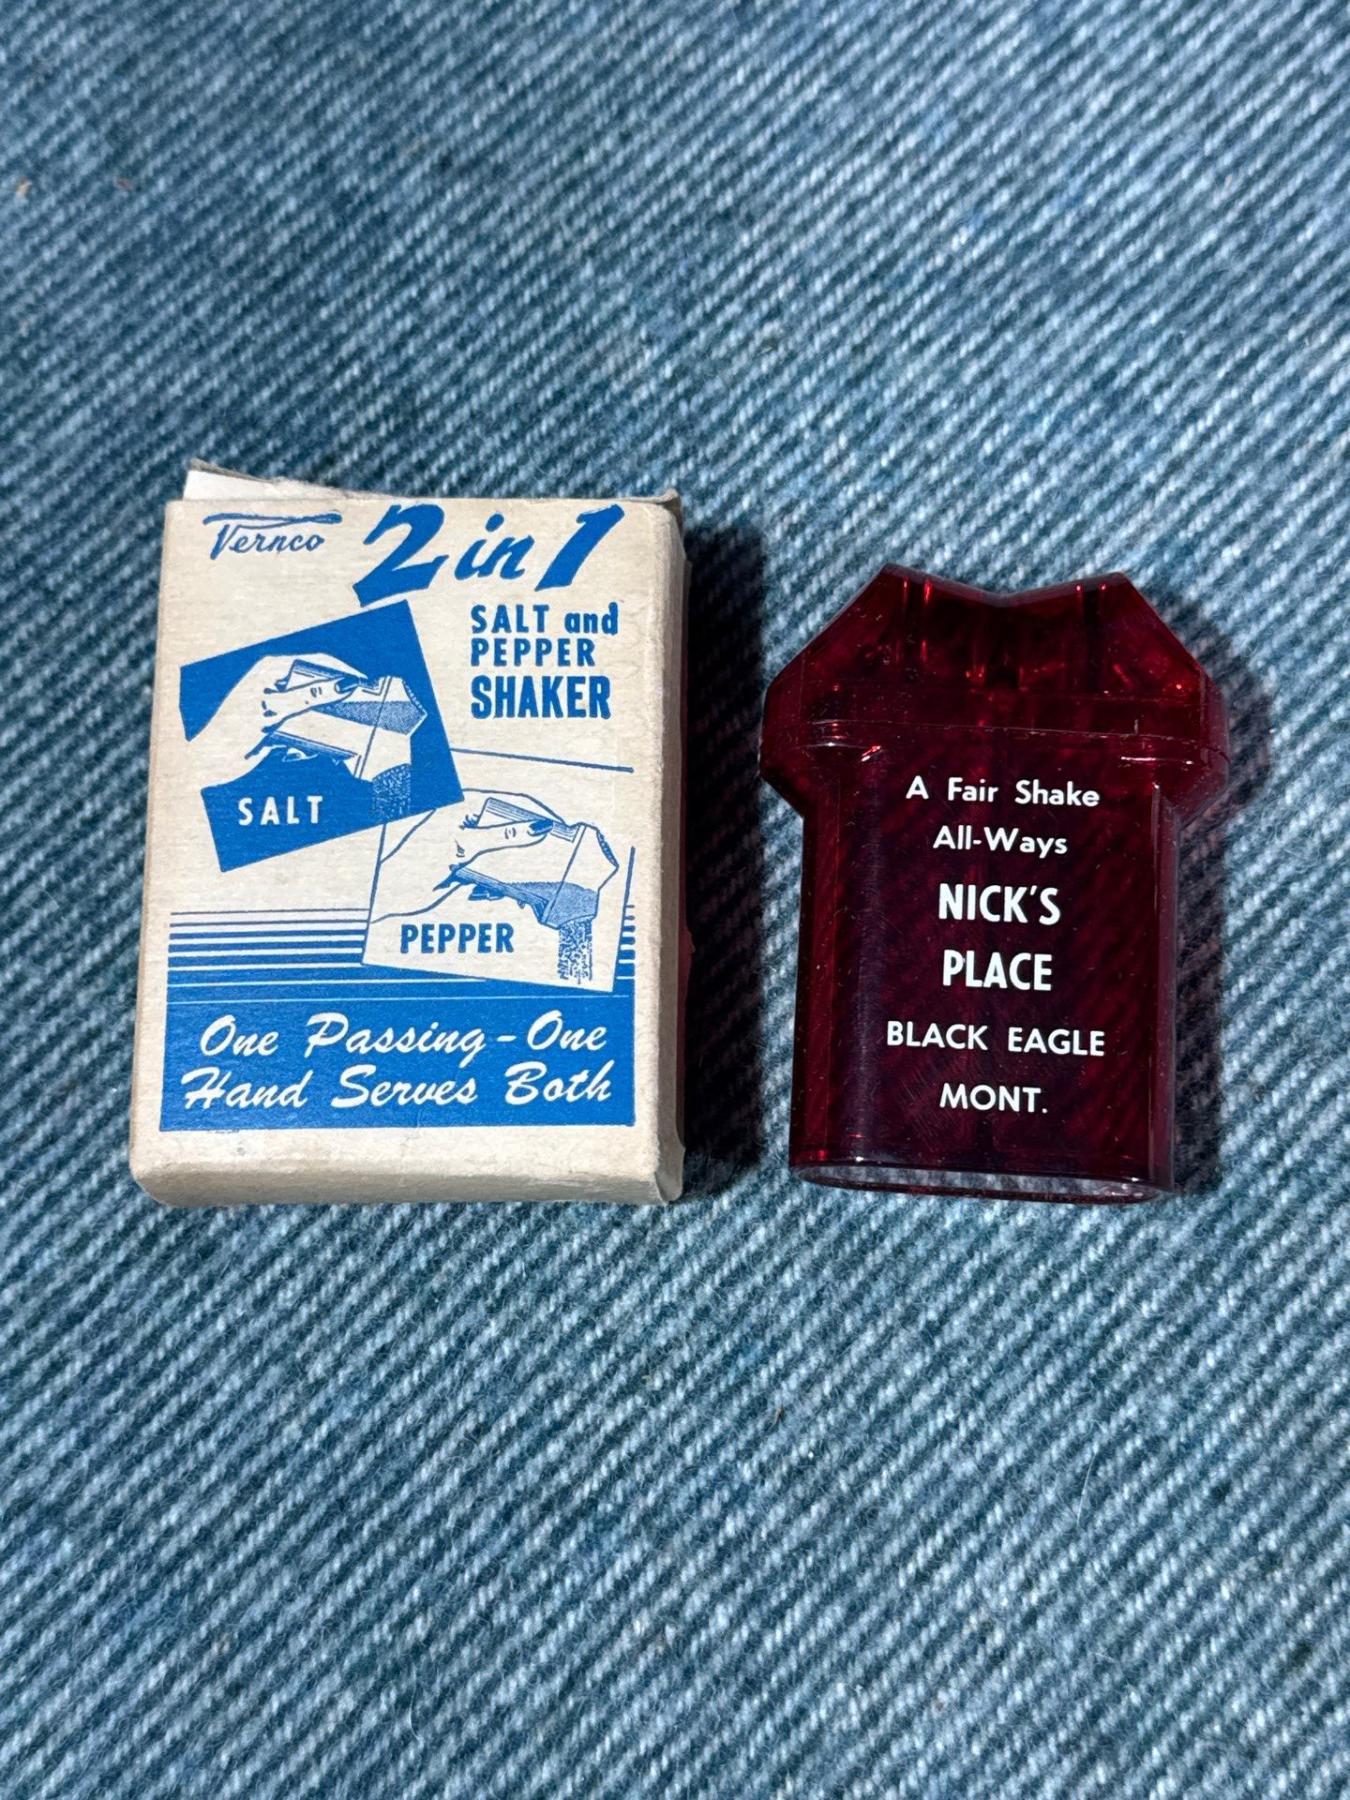 Vernco 2 in 1
SALT and
PEPPER
SHAKER
SALT
PEPPER
One Passing - One
Hand Serves Both
A Fair Shake
All-Ways
NICK'S
PLACE
BLACK EAGLE
MONT.